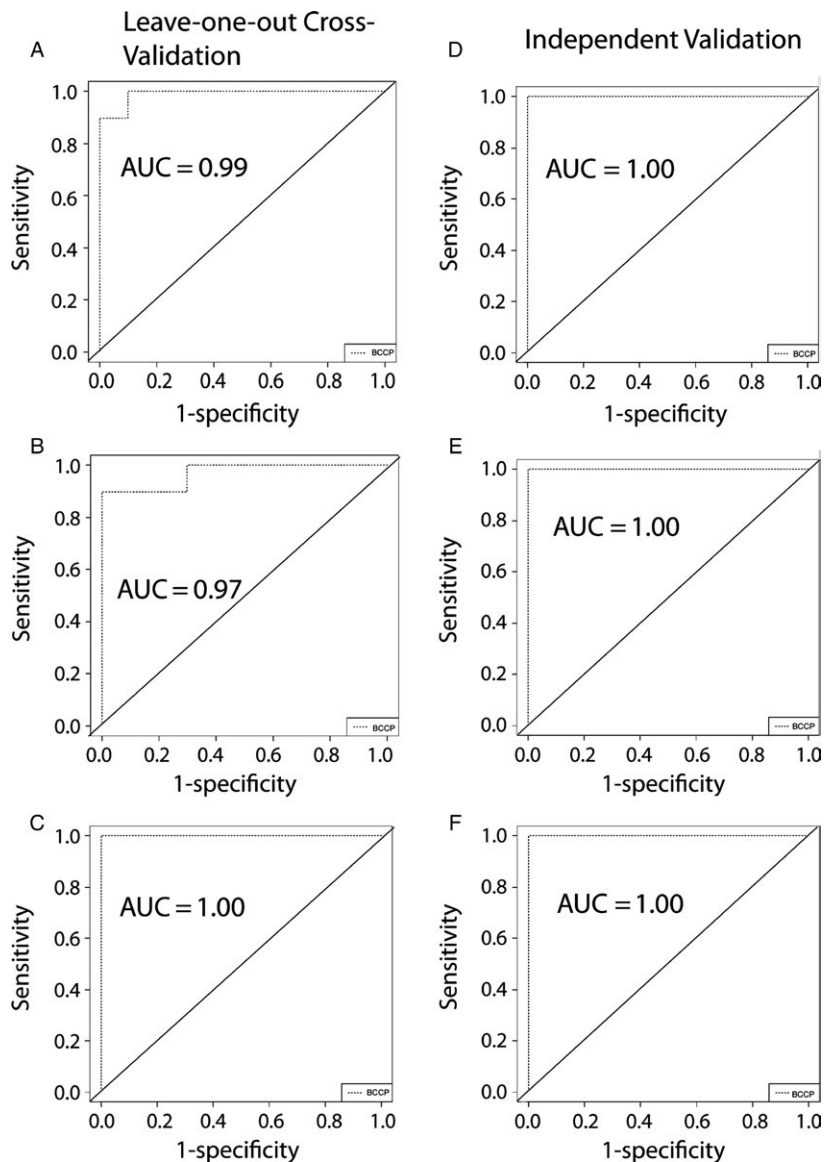 Leave-one-out Cross-
Validation
A
1.0
0.8
0.6
0.4
0.2
0.0
Sensitivity
AUC = 0.99
BCCP
0.0 0.2 0.4 0.6 0.8 1.0
1-specificity
Independent Validation
D
1.0
0.8
0.6
0.4
0.2
0.0
Sensitivity
AUC = 1.00
BCCP
0.0 0.2 0.4 0.6 0.8 1.0
1-specificity
B
1.0
0.8
0.6
0.4
0.2
0.0
Sensitivity
AUC = 0.97
BCCP
0.0 0.2 0.4 0.6 0.8 1.0
1-specificity
E
1.0
0.8
0.6
0.4
0.2
0.0
Sensitivity
AUC = 1.00
BCCP
0.0 0.2 0.4 0.6 0.8 1.0
1-specificity
C
1.0
0.8
0.6
0.4
0.2
0.0
Sensitivity
AUC = 1.00
BCCP
0.0 0.2 0.4 0.6 0.8 1.0
1-specificity
F
1.0
0.8
0.6
0.4
0.2
0.0
Sensitivity
AUC = 1.00
BCCP
0.0 0.2 0.4 0.6 0.8 1.0
1-specificity